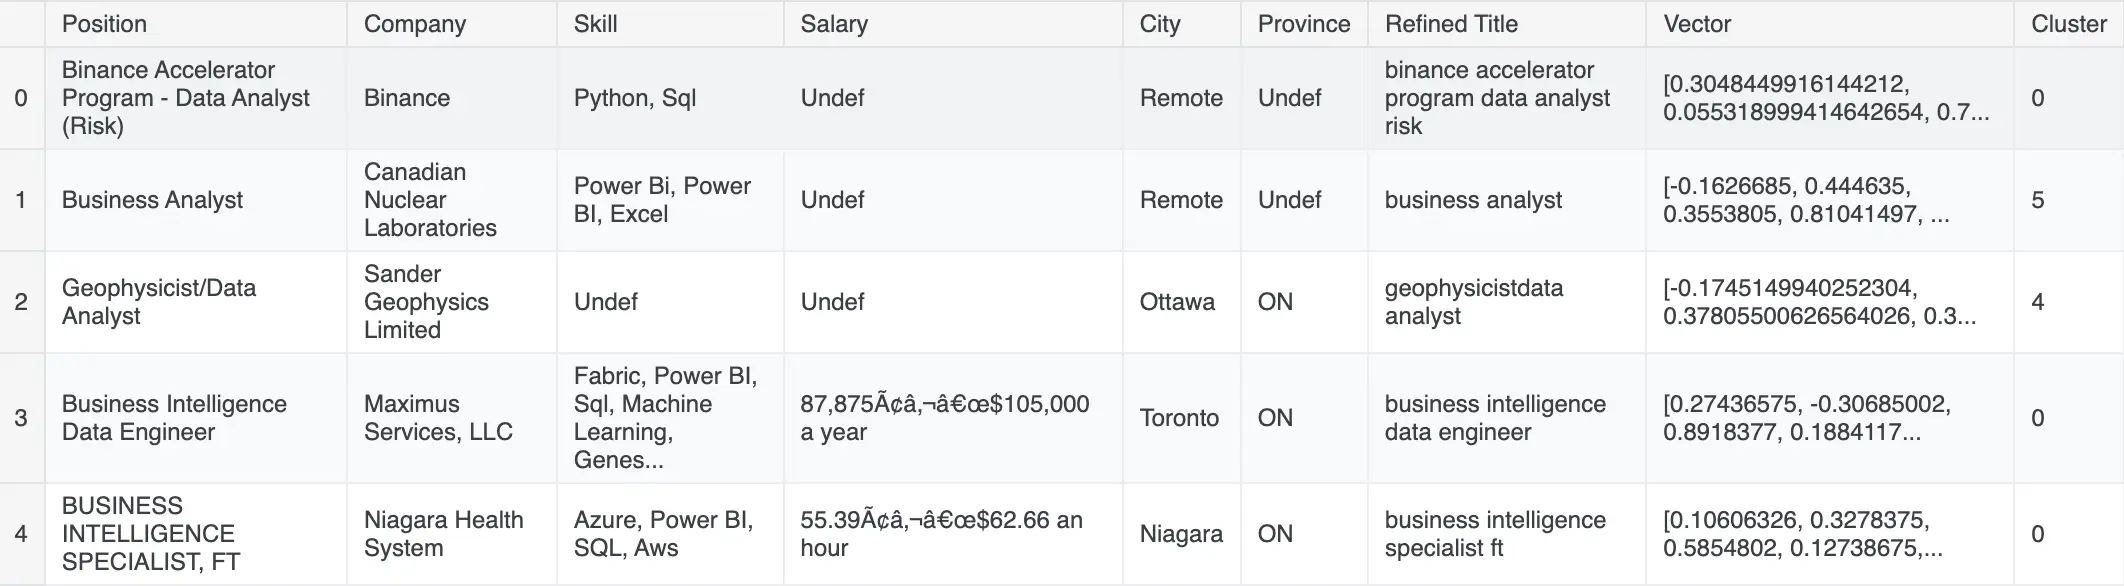 Position Company Skill Salary City Province Refined Title Vector Cluster
0
Binance Accelerator
Program - Data Analyst
(Risk)
Binance
Python, Sql
Undef
Remote
Undef
binance accelerator
program data analyst
risk
[0.3048449916144212,
0.055318999414642654, 0.7...
0
1
Business Analyst
Canadian
Nuclear
Laboratories
Power Bi, Power
BI, Excel
Undef
Remote
Undef
business analyst
[-0.1626685, 0.444635,
0.3553805, 0.81041497, ...
5
2
Geophysicist/Data
Analyst
Sander
Geophysics
Limited
Undef
Undef
Ottawa
ON
geophysicistdata
analyst
[-0.1745149940252304,
0.37805500626564026, 0.3...
4
3
Business Intelligence
Data Engineer
Maximus
Services, LLC
Fabric, Power BI,
Sql, Machine
Learning,
Genes...
87,875Ã¢â‚¬â€œ$105,000
a year
Toronto
ON
business intelligence
data engineer
[0.27436575, -0.30685002,
0.8918377, 0.1884117...
0
4
BUSINESS
INTELLIGENCE
SPECIALIST, FT
Niagara Health
System
Azure, Power BI,
SQL, Aws
55.39Ã¢â‚¬â€œ$62.66 an
hour
Niagara
ON
business intelligence
specialist ft
[0.10606326, 0.3278375,
0.5854802, 0.12738675,...
0